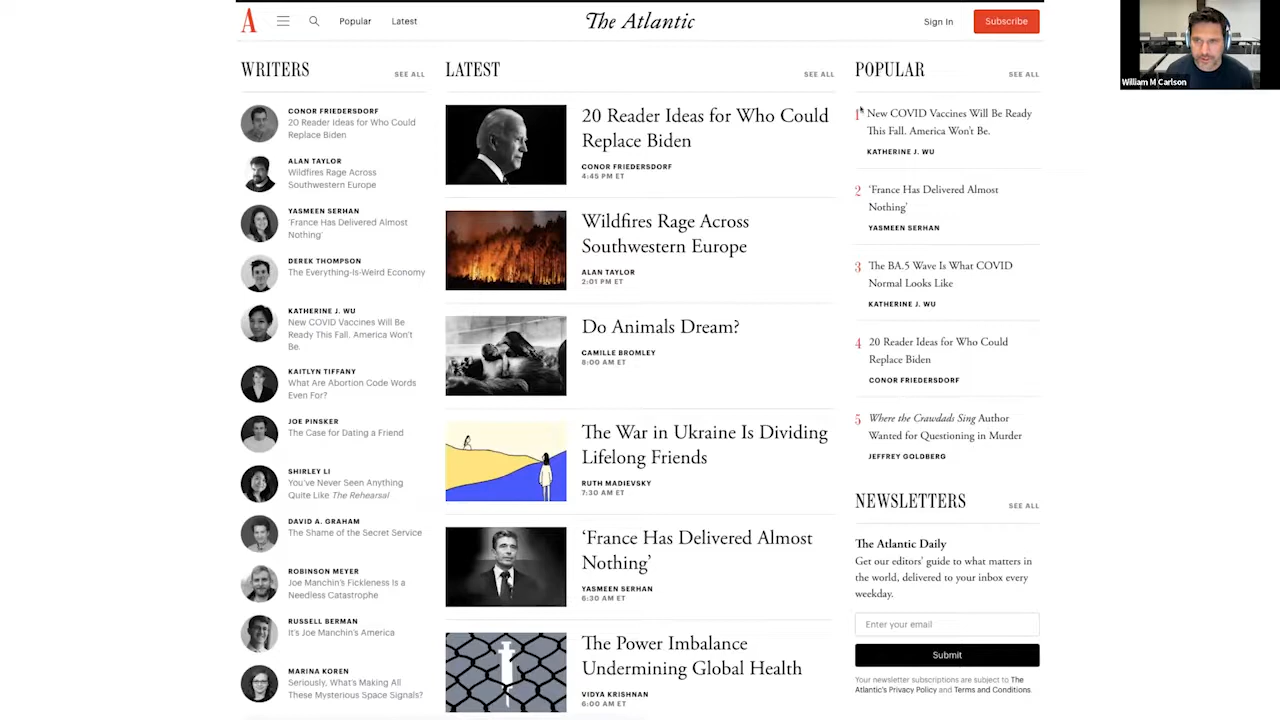 A
Popular
Latest
The Atlantic
Sign In
Subscribe
William M Carlson
WRITERS
SEE ALL
CONOR FRIEDERSDORF
20 Reader Ideas for Who Could
Replace Biden
ALAN TAYLOR
Wildfires Rage Across
Southwestern Europe
YASMEEN SERHAN
‘France Has Delivered Almost
Nothing’
DEREK THOMPSON
The Everything-Is-Weird Economy
KATHERINE J. WU
New COVID Vaccines Will Be
Ready This Fall. America Won’t
Be.
KAITLYN TIFFANY
What Are Abortion Code Words
Even For?
JOE PINSKER
The Case for Dating a Friend
SHIRLEY LI
You’ve Never Seen Anything
Quite Like The Rehearsal
DAVID A. GRAHAM
The Shame of the Secret Service
ROBINSON MEYER
Joe Manchin’s Fickleness Is a
Needless Catastrophe
RUSSELL BERMAN
It’s Joe Manchin’s America
MARINA KOREN
Seriously, What’s Making All
These Mysterious Space Signals?
LATEST
SEE ALL
20 Reader Ideas for Who Could
Replace Biden
CONOR FRIEDERSDORF
4:45 PM ET
Wildfires Rage Across
Southwestern Europe
ALAN TAYLOR
2:01 PM ET
Do Animals Dream?
CAMILLE BROMLEY
8:00 AM ET
The War in Ukraine Is Dividing
Lifelong Friends
RUTH MADIEVSKY
7:30 AM ET
‘France Has Delivered Almost
Nothing’
YASMEEN SERHAN
6:30 AM ET
The Power Imbalance
Undermining Global Health
VIDYA KRISHNAN
6:00 AM ET
POPULAR
SEE ALL
1 New COVID Vaccines Will Be Ready
This Fall. America Won’t Be.
KATHERINE J. WU
2 ‘France Has Delivered Almost
Nothing’
YASMEEN SERHAN
3 The BA.5 Wave Is What COVID
Normal Looks Like
KATHERINE J. WU
4 20 Reader Ideas for Who Could
Replace Biden
CONOR FRIEDERSDORF
5 Where the Crawdads Sing Author
Wanted for Questioning in Murder
JEFFREY GOLDBERG
NEWSLETTERS
SEE ALL
The Atlantic Daily
Get our editors’ guide to what matters in
the world, delivered to your inbox every
weekday.
Enter your email
Submit
Your newsletter subscriptions are subject to The
Atlantic's Privacy Policy and Terms and Conditions.